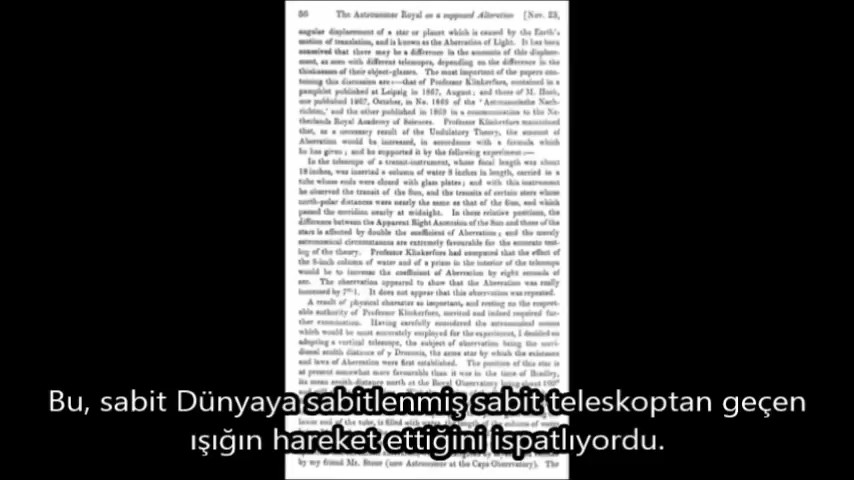 56 The Astronomer Royal on a supposed Alteration [Nov. 23,
angular displacement of a star or planet which is caused by the Earth's
motion of translation, and is known as the Aberration of Light. It has been
conceived that there may be a difference in the amounts of this displace-
ment, as seen with different telescopes, depending on the difference in the
thicknesses of their object-glasses. The most important of the papers con-
taining this discussion are:—that of Professor Klinkerfues, contained in a
pamphlet published at Leipzig in 1867, August; and those of M. Hoek,
one published 1867, October, in No. 1669 of the 'Astronomische Nach-
richten,' and the other published in 1869 in a communication to the Ne-
therlands Royal Academy of Sciences. Professor Klinkerfues maintained
that, as a necessary result of the Undulatory Theory, the amount of
Aberration would be increased, in accordance with a formula which
he has given; and he supported it by the following experiment:—
In the telescope of a transit-instrument, whose focal length was about
18 inches, was inserted a column of water 8 inches in length, carried in a
tube whose ends were closed with glass plates; and with this instrument
he observed the transit of the Sun, and the transits of certain stars whose
north-polar distances were nearly the same as that of the Sun, and which
passed the meridian nearly at midnight. In these relative positions, the
difference between the Apparent Right Ascension of the Sun and those of the
stars is affected by double the coefficient of Aberration; and the merely
astronomical circumstances are extremely favourable for the accurate test-
ing of the theory. Professor Klinkerfues had computed that the effect of
the 8-inch column of water and of a prism in the interior of the telescope
would be to increase the coefficient of Aberration by eight seconds of
arc. The observation appeared to show that the Aberration was really
increased by 7"·1. It does not appear that this observation was repeated.
A result of physical character so important, and resting on the respect-
able authority of Professor Klinkerfues, merited and indeed required fur-
ther examination. Having carefully considered the astronomical means
which would be most accurately employed for the experiment, I decided on
adopting a vertical telescope, the subject of observation being the meri-
dional zenith distance of γ Draconis, the same star by which the existence
and laws of Aberration were first established. The position of this star is
at present somewhat more favourable than it was in the time of Bradley,
its mean zenith-distance north at the Royal Observatory being about 100"
Bu, sabit Dünyaya sabitlenmiş sabit teleskoptan geçen
ışığın hareket ettiğini ispatlıyordu.
by my friend Mr. Stone (now Astronomer at the Cape Observatory). The